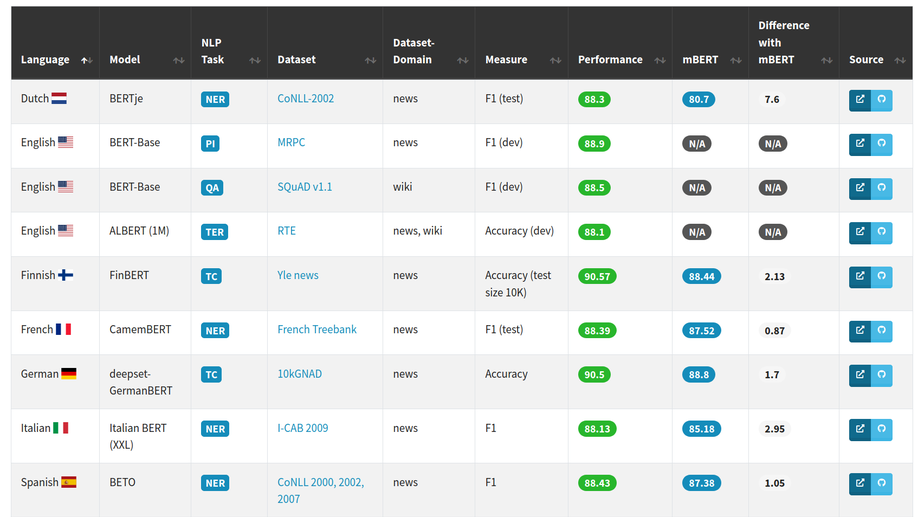 Language Model NLP Task Dataset Dataset-Domain Measure Performance mBERT Difference with mBERT Source
Dutch BERTje NER CoNLL-2002 news F1 (test) 88.3 80.7 7.6
English BERT-Base PI MRPC news F1 (dev) 88.9 N/A N/A
English BERT-Base QA SQuAD v1.1 wiki F1 (dev) 88.5 N/A N/A
English ALBERT (1M) TER RTE news, wiki Accuracy (dev) 88.1 N/A N/A
Finnish FinBERT TC Yle news news Accuracy (test size 10K) 90.57 88.44 2.13
French CamemBERT NER French Treebank news F1 (test) 88.39 87.52 0.87
German deepset-GermanBERT TC 10kGNAD news Accuracy 90.5 88.8 1.7
Italian Italian BERT (XXL) NER I-CAB 2009 news F1 88.13 85.18 2.95
Spanish BETO NER CoNLL 2000, 2002, 2007 news F1 88.43 87.38 1.05